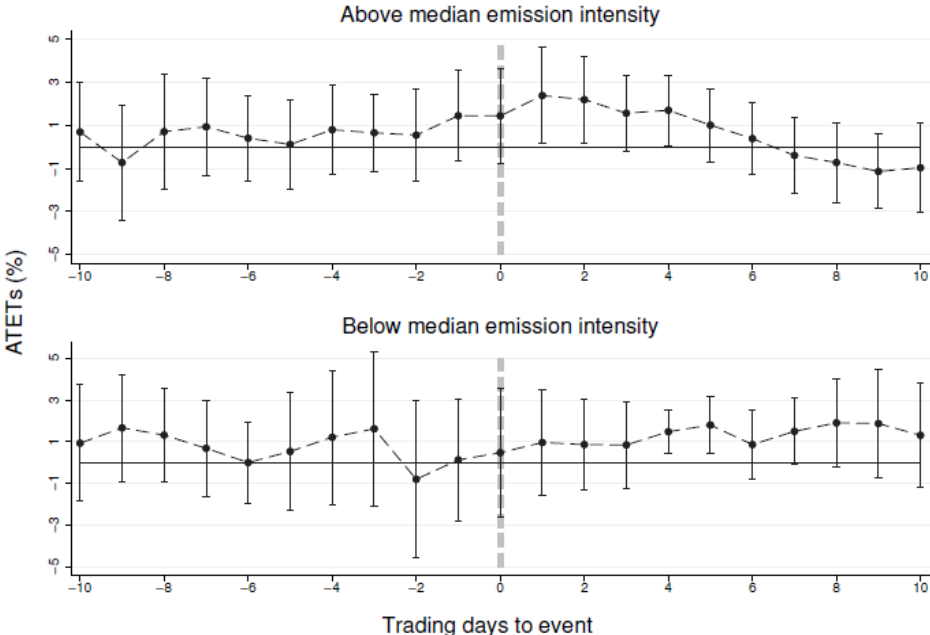 Above median emission intensity
5
3
1
-1
-3
-5
-10 -8 -6 -4 -2 0 2 4 6 8 10
ATETs (%)
Below median emission intensity
5
3
1
-1
-3
-5
-10 -8 -6 -4 -2 0 2 4 6 8 10
Trading days to event